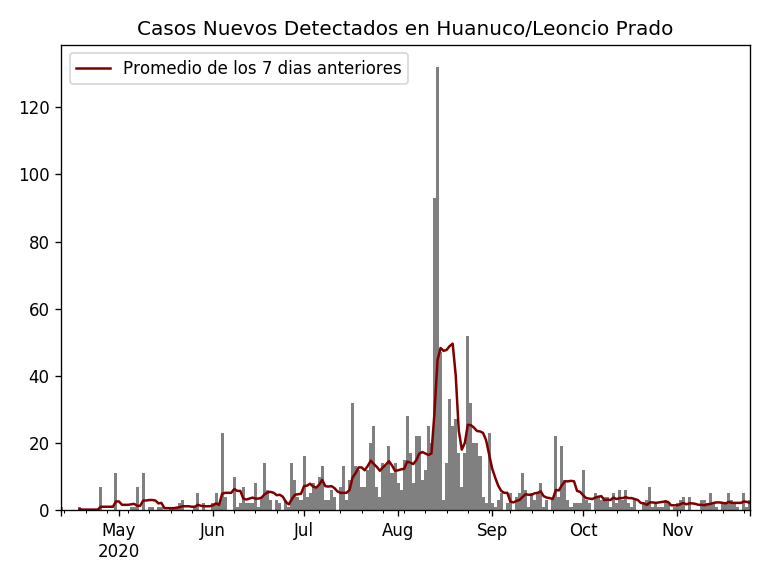 Casos Nuevos Detectados en Huanuco/Leoncio Prado
Promedio de los 7 dias anteriores
120
100
80
60
40
20
0
May Jun Jul Aug Sep Oct Nov
2020